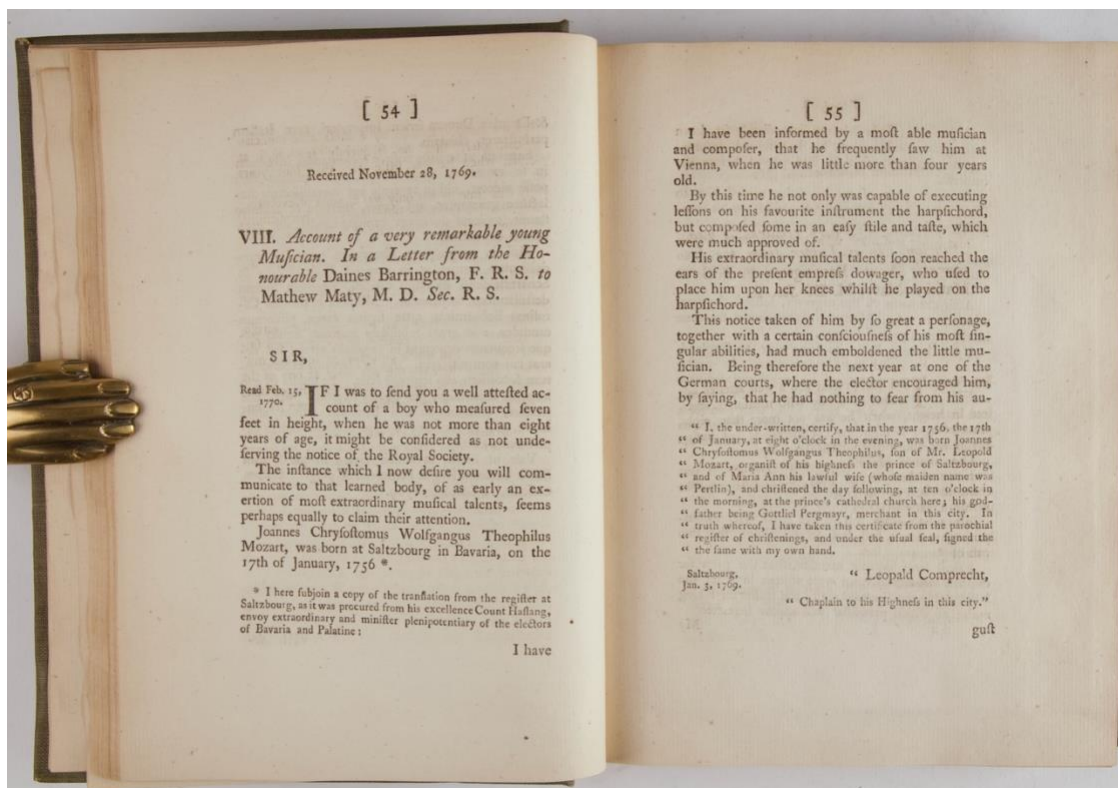 [ 54 ]
Received November 28, 1769.
VIII. Account of a very remarkable young
Muſician. In a Letter from the Ho-
nourable Daines Barrington, F. R. S. to
Mathew Maty, M. D. Sec. R. S.
SIR,
Read Feb. 15, 1770. IF I was to ſend you a well atteſted ac-
count of a boy who meaſured ſeven
feet in height, when he was not more than eight
years of age, it might be conſidered as not unde-
ſerving the notice of the Royal Society.
The inſtance which I now deſire you will com-
municate to that learned body, of as early an ex-
ertion of moſt extraordinary muſical talents, ſeems
perhaps equally to claim their attention.
Joannes Chryſoſtomus Wolfgangus Theophilus
Mozart, was born at Saltzbourg in Bavaria, on the
17th of January, 1756 *.
* I here ſubjoin a copy of the tranſlation from the regiſter at
Saltzbourg, as it was procured from his excellence Count Haſlang,
envoy extraordinary and miniſter plenipotentiary of the electors
of Bavaria and Palatine:
I have
[ 55 ]
I have been informed by a moſt able muſician
and compoſer, that he frequently ſaw him at
Vienna, when he was little more than four years
old.
By this time he not only was capable of executing
leſſons on his favourite inſtrument the harpſichord,
but compoſed ſome in an eaſy ſtile and taſte, which
were much approved of.
His extraordinary muſical talents ſoon reached the
ears of the preſent empreſs dowager, who uſed to
place him upon her knees whilſt he played on the
harpſichord.
This notice taken of him by ſo great a perſonage,
together with a certain conſciouſneſs of his moſt ſin-
gular abilities, had much emboldened the little mu-
ſician. Being therefore the next year at one of the
German courts, where the elector encouraged him,
by ſaying, that he had nothing to fear from his au-
“ I, the under-written, certify, that in the year 1756, the 17th
“ of January, at eight o'clock in the evening, was born Joannes
“ Chryſoſtomus Wolfgangus Theophilus, ſon of Mr. Leopold
“ Mozart, organiſt of his highneſs the prince of Saltzbourg,
“ and of Maria Ann his lawful wife (whoſe maiden name was
“ Pertlin), and chriſtened the day following, at ten o'clock in
“ the morning, at the prince's cathedral church here; his god-
“ father being Gottliel Pergmayr, merchant in this city. In
“ truth whereof, I have taken this certificate from the parochial
“ regiſter of chriſtenings, and under the uſual ſeal, ſigned the
“ the ſame with my own hand.
Saltzbourg,
Jan. 5, 1769.
“ Leopald Comprecht,
“ Chaplain to his Highneſs in this city.”
guſt